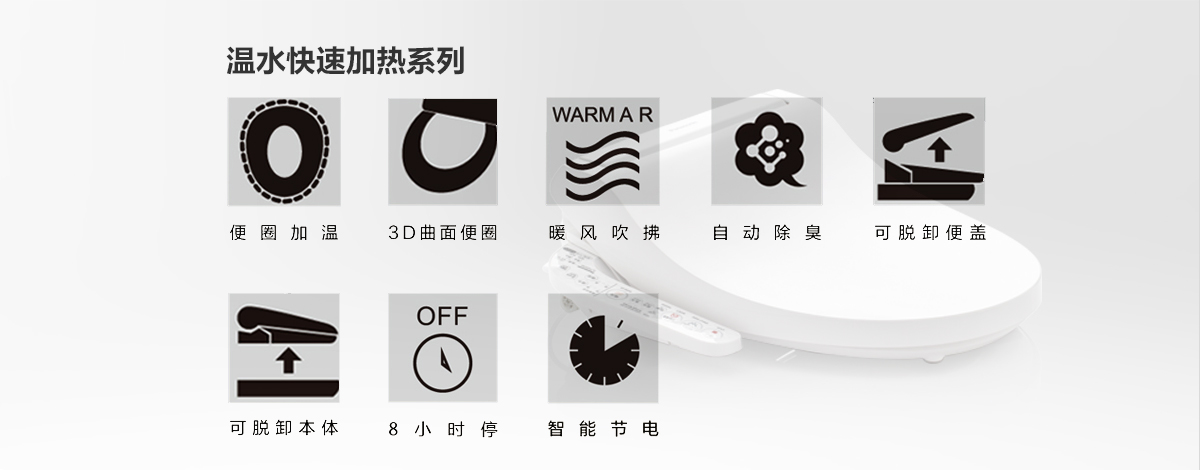 温水快速加热系列
WARM A R
便圈加温
3D曲面便圈
暖风吹拂
自动除臭
可脱卸便盖
OFF
可脱卸本体
8小时停
智能节电